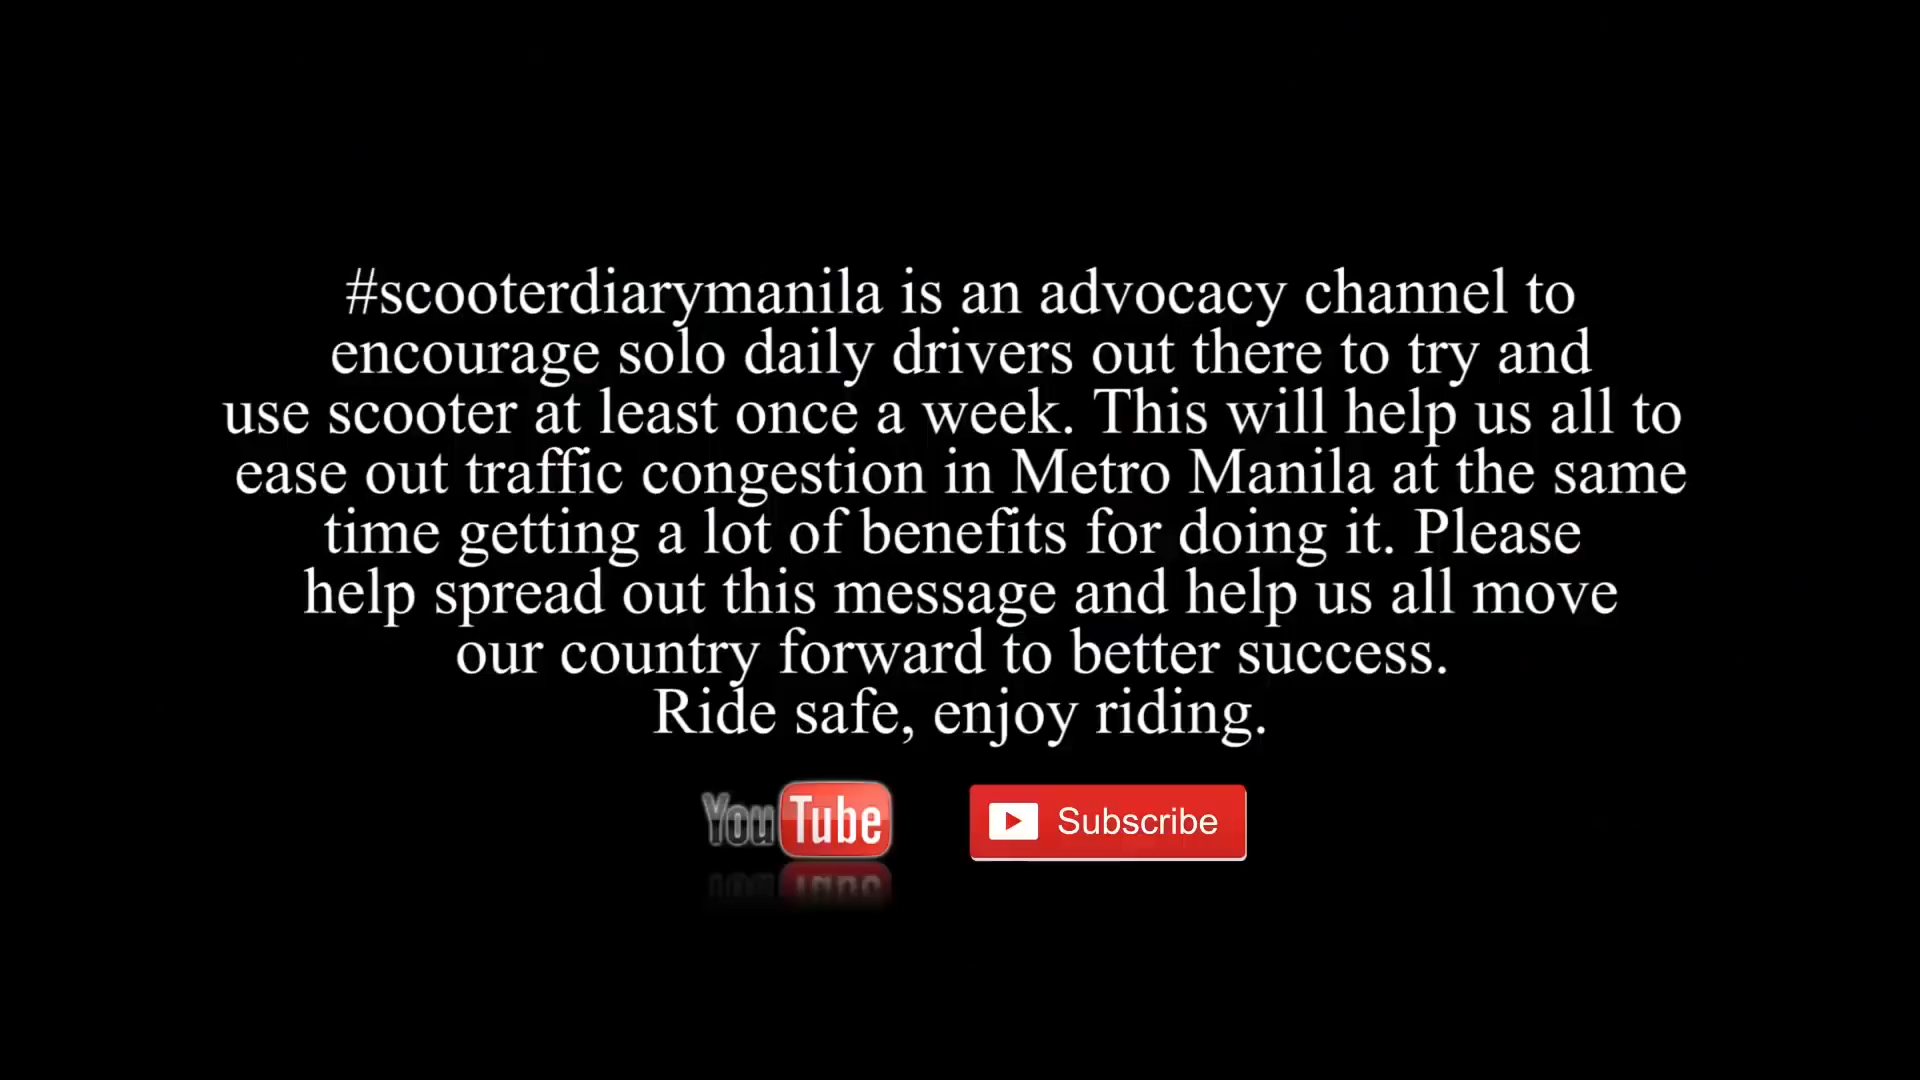 #scooterdiarymanila is an advocacy channel to
encourage solo daily drivers out there to try and
use scooter at least once a week. This will help us all to
ease out traffic congestion in Metro Manila at the same
time getting a lot of benefits for doing it. Please
help spread out this message and help us all move
our country forward to better success.
Ride safe, enjoy riding.
YouTube Subscribe